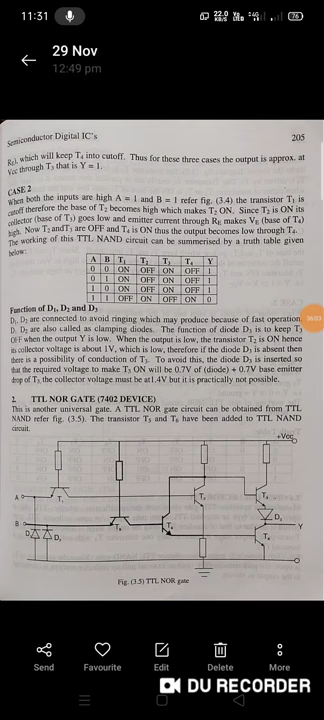 11:31
22.0 KB/S Vo LTE 4G 76
29 Nov
12:49 pm
Semiconductor Digital IC's 205
R₅), which will keep T₄ into cutoff. Thus for these three cases the output is approx. at
Vcc through T₃ that is Y = 1.
CASE 2
When both the inputs are high A = 1 and B = 1 refer fig. (3.4) the transistor T₁ is
cutoff therefore the base of T₂ becomes high which makes T₂ ON. Since T₂ is ON its
collector (base of T₃) goes low and emitter current through RE makes VE (base of T₄)
high. Now T₂ and T₃ are OFF and T₄ is ON thus the output becomes low through T₄.
The working of this TTL NAND circuit can be summerised by a truth table given
below:
A B T₁ T₂ T₃ T₄ Y
0 0 ON OFF ON OFF 1
0 1 ON OFF ON OFF 1
1 0 ON OFF ON OFF 1
1 1 OFF ON OFF ON 0
Function of D₁, D₂ and D₃
D₁, D₂ are connected to avoid ringing which may produce because of fast operation
D₁ D₂ are also called as clamping diodes. The function of diode D₃ is to keep T₃
OFF when the output Y is low. When the output is low, the transistor T₂ is ON hence
its collector voltage is about 1V, which is low, therefore if the diode D₃ is absent then
there is a possibility of conduction of T₃. To avoid this, the diode D₃ is inserted so
that the required voltage to make T₃ ON will be 0.7V of (diode) + 0.7V base emitter
drop of T₃ the collector voltage must be at1.4V but it is practically not possible.
2. TTL NOR GATE (7402 DEVICE)
This is another universal gate. A TTL NOR gate circuit can be obtained from TTL
NAND refer fig. (3.5). The transistor T₅ and T₆ have been added to TTL NAND
circuit.
+Vcc
A T₁ T₂ T₃
D₃
B T₅ T₆ T₄ Y
D₁ D₂
Fig. (3.5) TTL NOR gate
Send Favourite Edit Delete More
DU RECORDER